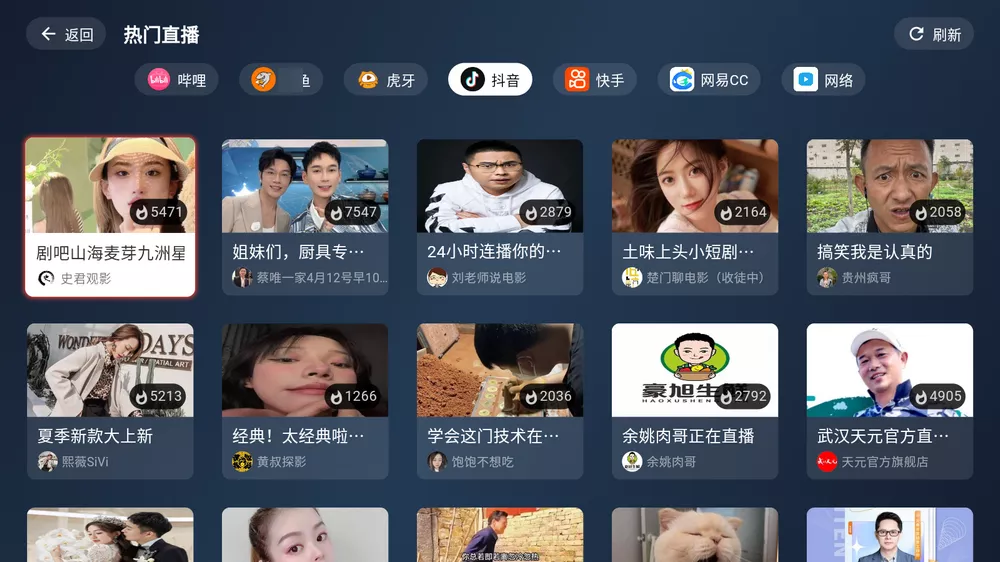 返回
热门直播
刷新
哔哩
鱼
虎牙
抖音
快手
网易CC
网络
5471
7547
2879
2164
2058
剧吧山海麦芽九洲星
姐妹们，厨具专…
24小时连播你的…
土味上头小短剧…
搞笑我是认真的
史君观影
蔡唯一家4月12号早10...
刘老师说电影
楚门聊电影（收徒中）
贵州疯哥
WONDER DAYS
SPATIAL ART
豪旭生鲜
HAOXUSHENG
5213
1266
2036
2792
4905
夏季新款大上新
经典！太经典啦…
学会这门技术在…
余姚肉哥正在直播
武汉天元官方直…
熙薇SiVi
黄叔探影
饱饱不想吃
余姚肉哥
天元官方旗舰店